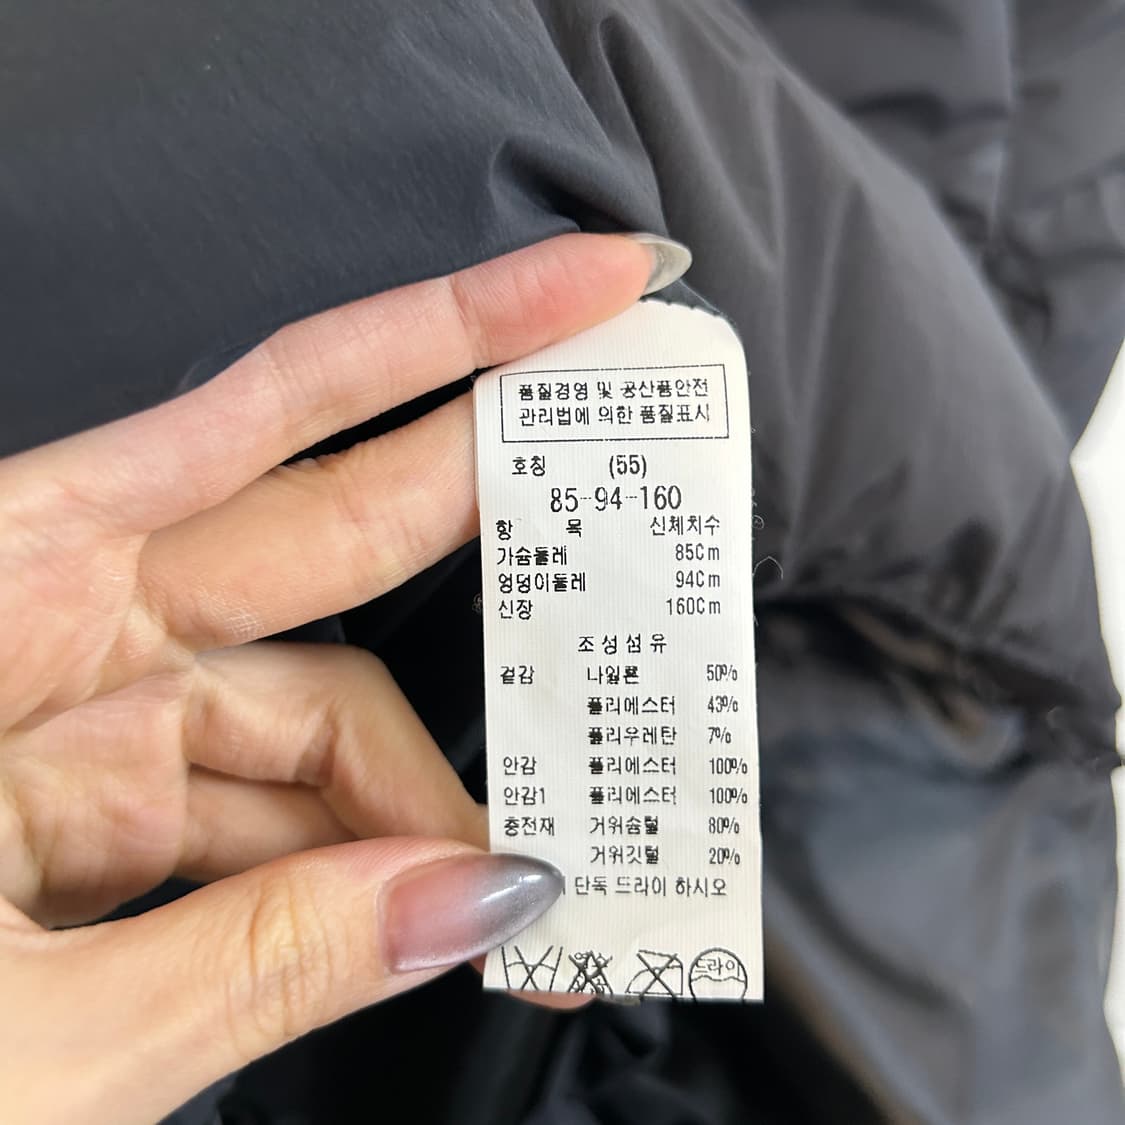 품질경영 및 공산품안전
관리법에 의한 품질표시
호칭 (55)
85-94-160
항 목 신체치수
가슴둘레 85Cm
엉덩이둘레 94Cm
신장 160Cm
조성섬유
겉감 나일론 50%
폴리에스터 43%
폴리우레탄 7%
안감 폴리에스터 100%
안감1 폴리에스터 100%
충전재 거위솜털 80%
거위깃털 20%
단독 드라이 하시오
드라이